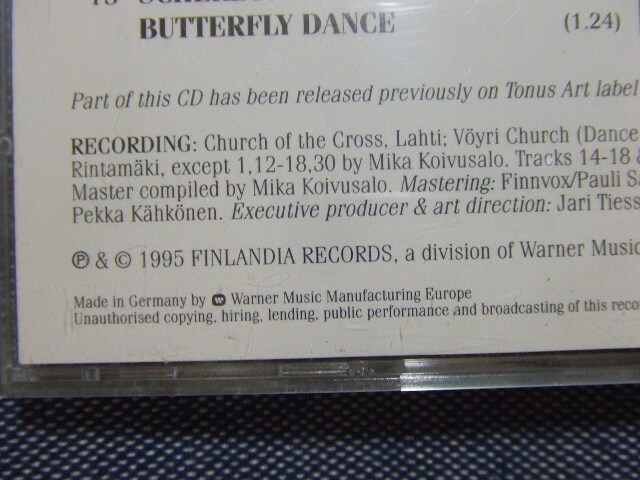 15
BUTTERFLY DANCE (1.24)
Part of this CD has been released previously on Tonus Art label
RECORDING: Church of the Cross, Lahti; Vöyri Church (Dance
Rintamäki, except 1,12-18,30 by Mika Koivusalo. Tracks 14-18 &
Master compiled by Mika Koivusalo. Mastering: Finnvox/Pauli Sa
Pekka Kähkönen. Executive producer & art direction: Jari Tiess
℗ & © 1995 FINLANDIA RECORDS, a division of Warner Music
Made in Germany by Warner Music Manufacturing Europe
Unauthorised copying, hiring, lending, public performance and broadcasting of this reco